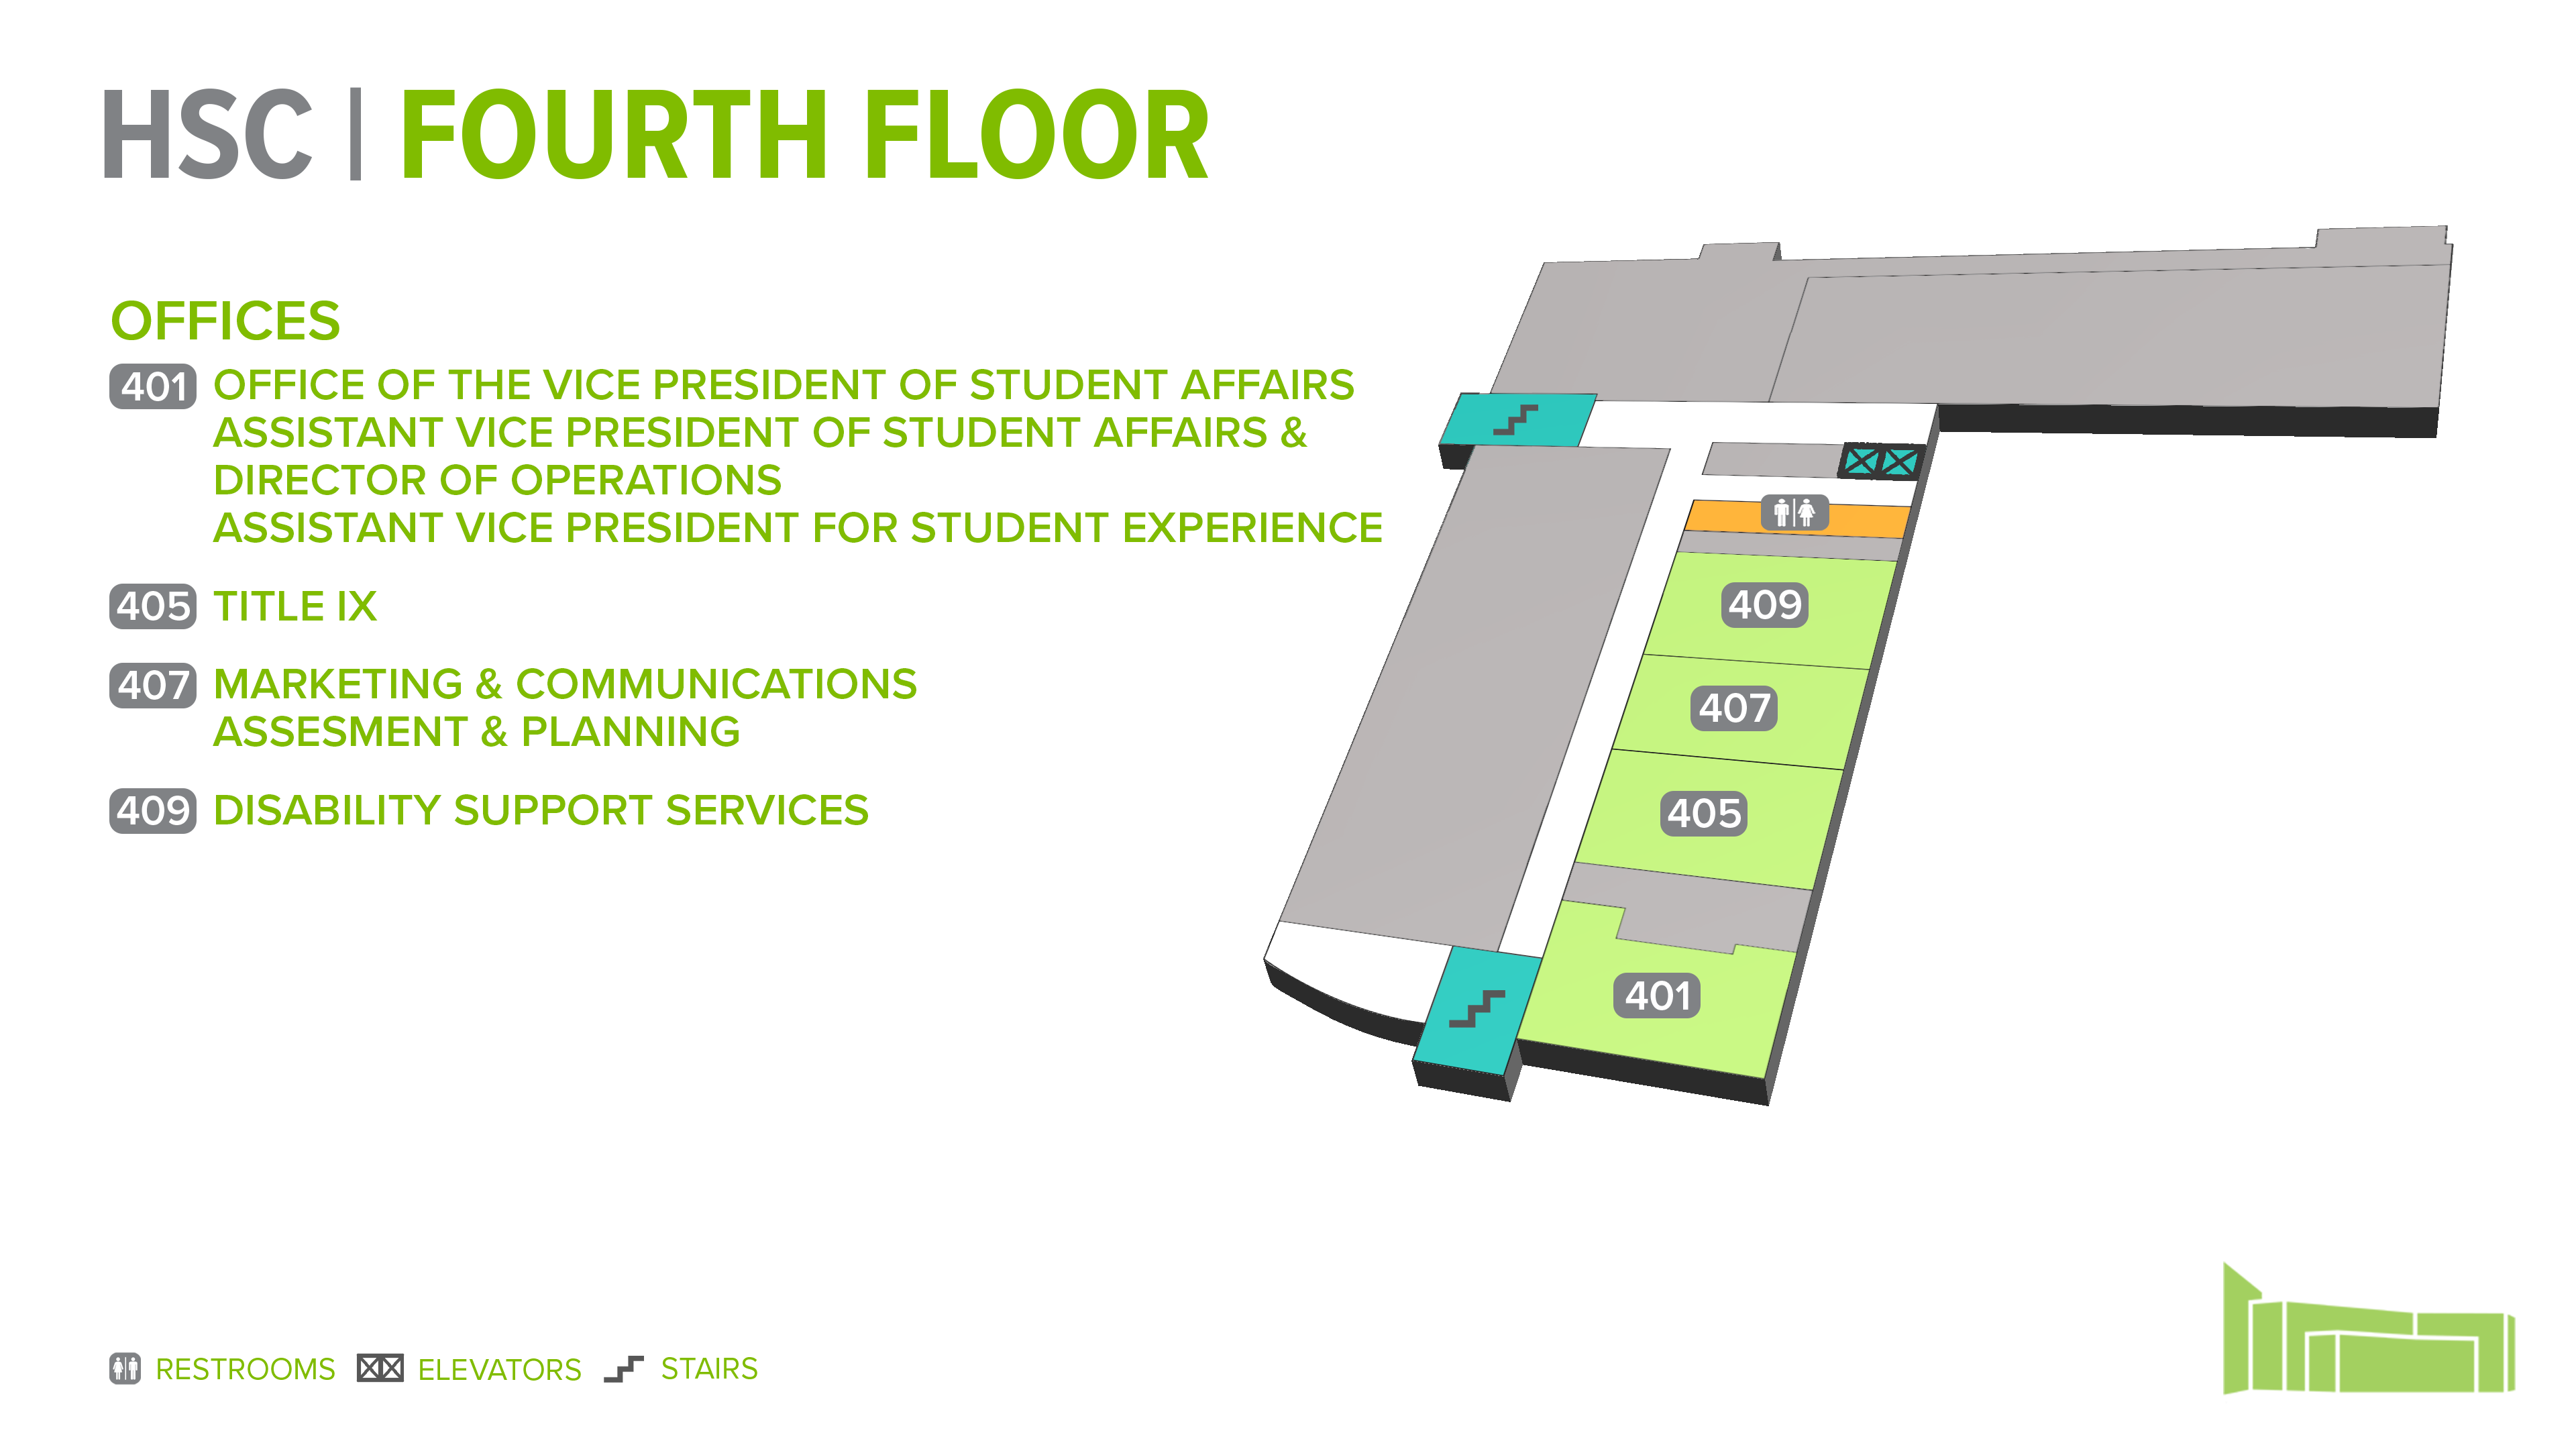 HSC | FOURTH FLOOR
OFFICES
401 OFFICE OF THE VICE PRESIDENT OF STUDENT AFFAIRS
ASSISTANT VICE PRESIDENT OF STUDENT AFFAIRS &
DIRECTOR OF OPERATIONS
ASSISTANT VICE PRESIDENT FOR STUDENT EXPERIENCE
405 TITLE IX
407 MARKETING & COMMUNICATIONS
ASSESMENT & PLANNING
409 DISABILITY SUPPORT SERVICES
409
407
405
401
RESTROOMS ELEVATORS STAIRS